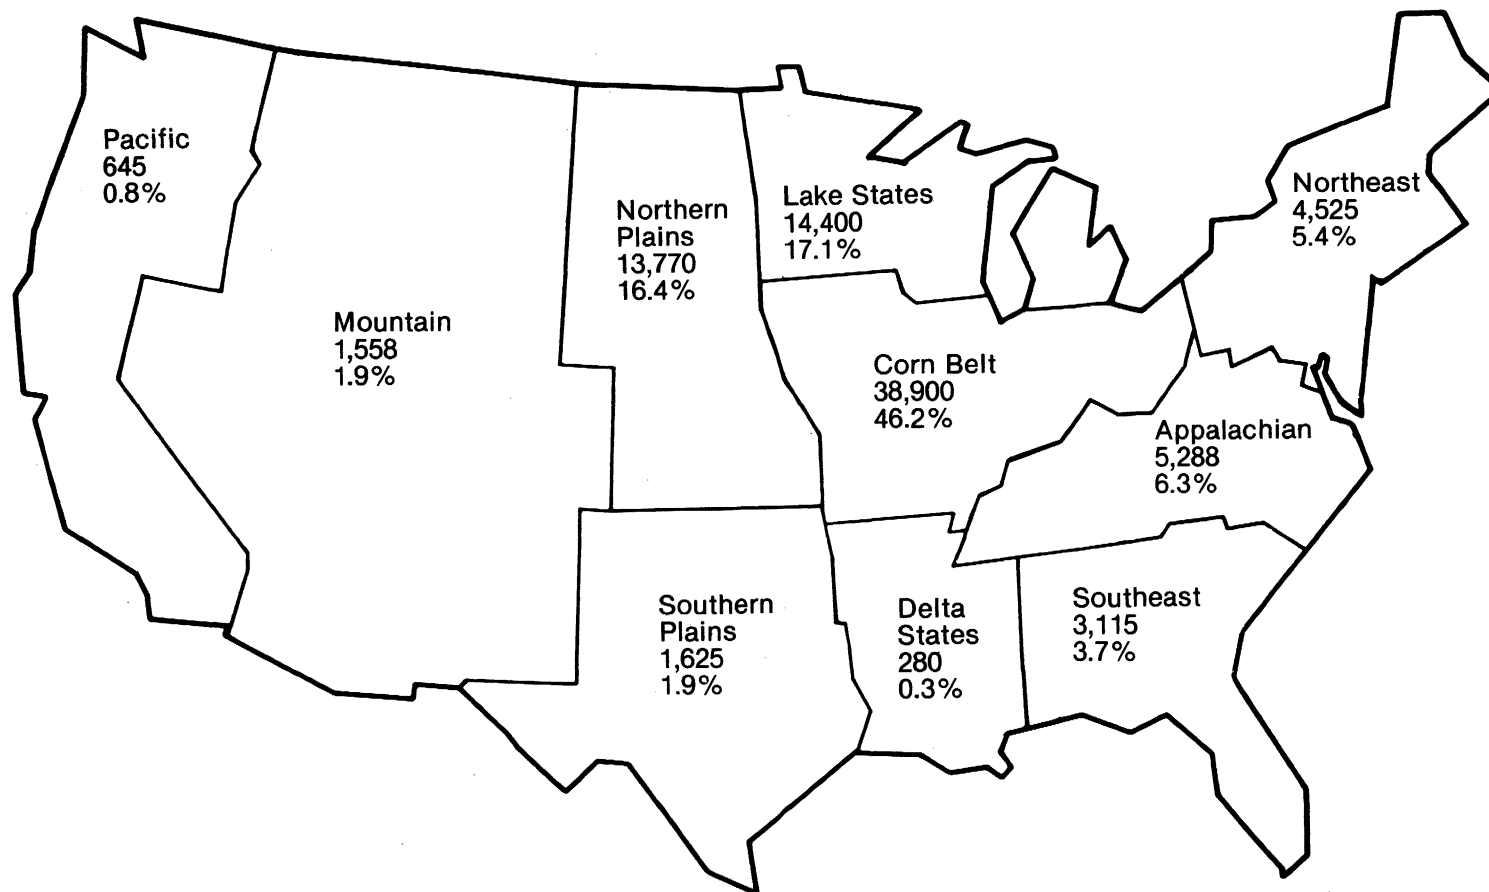 Pacific
645
0.8%
Mountain
1,558
1.9%
Northern
Plains
13,770
16.4%
Lake States
14,400
17.1%
Northeast
4,525
5.4%
Corn Belt
38,900
46.2%
Appalachian
5,288
6.3%
Southern
Plains
1,625
1.9%
Delta
States
280
0.3%
Southeast
3,115
3.7%